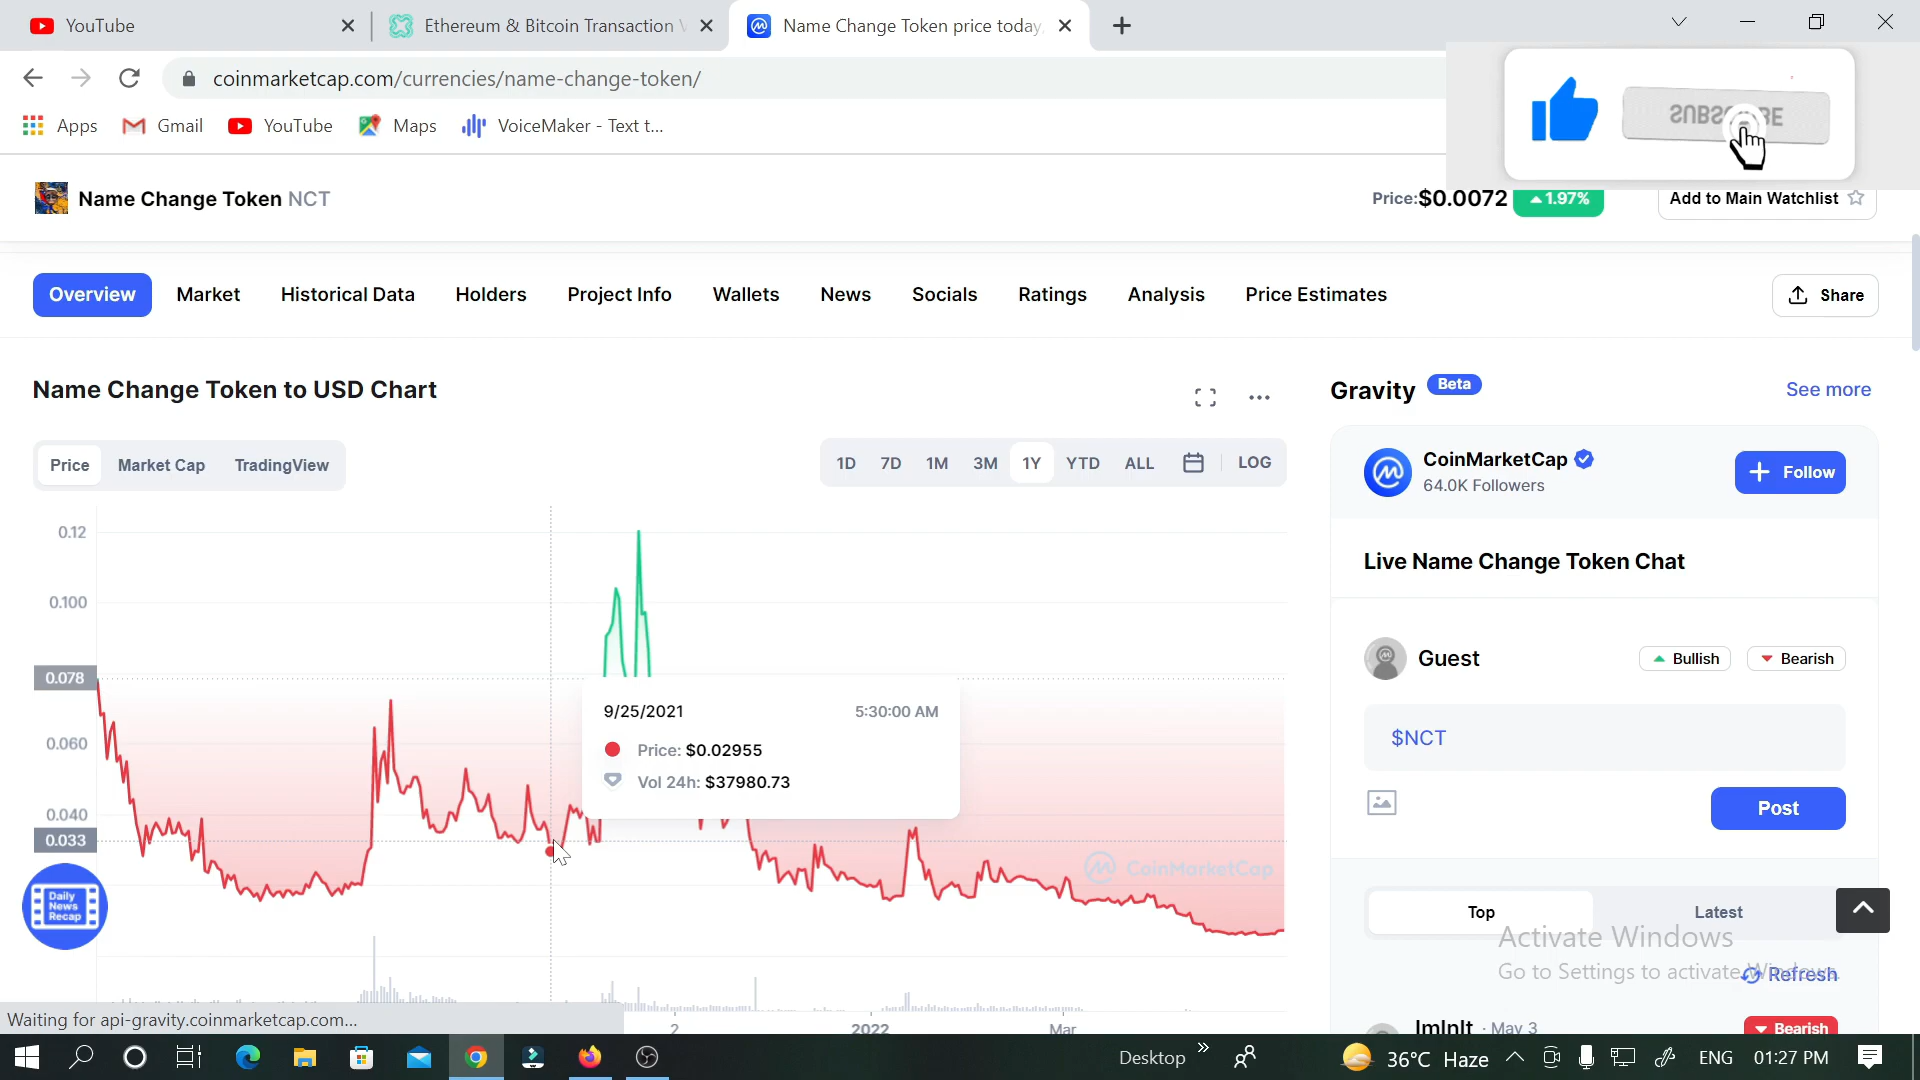 YouTube
Ethereum & Bitcoin Transaction
Name Change Token price today,
coinmarketcap.com/currencies/name-change-token/
Apps Gmail YouTube Maps VoiceMaker - Text t...
SUBSCRIBE
Name Change Token NCT
Price:$0.0072 1.97% Add to Main Watchlist
Overview Market Historical Data Holders Project Info Wallets News Socials Ratings Analysis Price Estimates Share
Name Change Token to USD Chart
Gravity Beta See more
Price Market Cap TradingView
1D 7D 1M 3M 1Y YTD ALL LOG
CoinMarketCap
64.0K Followers
Follow
Live Name Change Token Chat
0.12
0.100
0.078
0.060
0.040
0.033
9/25/2021 5:30:00 AM
Price: $0.02955
Vol 24h: $37980.73
CoinMarketCap
Guest Bullish Bearish
$NCT
Post
Daily
News
Recap
Top Latest
Activate Windows
Go to Settings to activate Windows.
Refresh
2 2022 Mar
ImInIt · May 3 Bearish
Waiting for api-gravity.coinmarketcap.com...
Desktop 36°C Haze ENG 01:27 PM